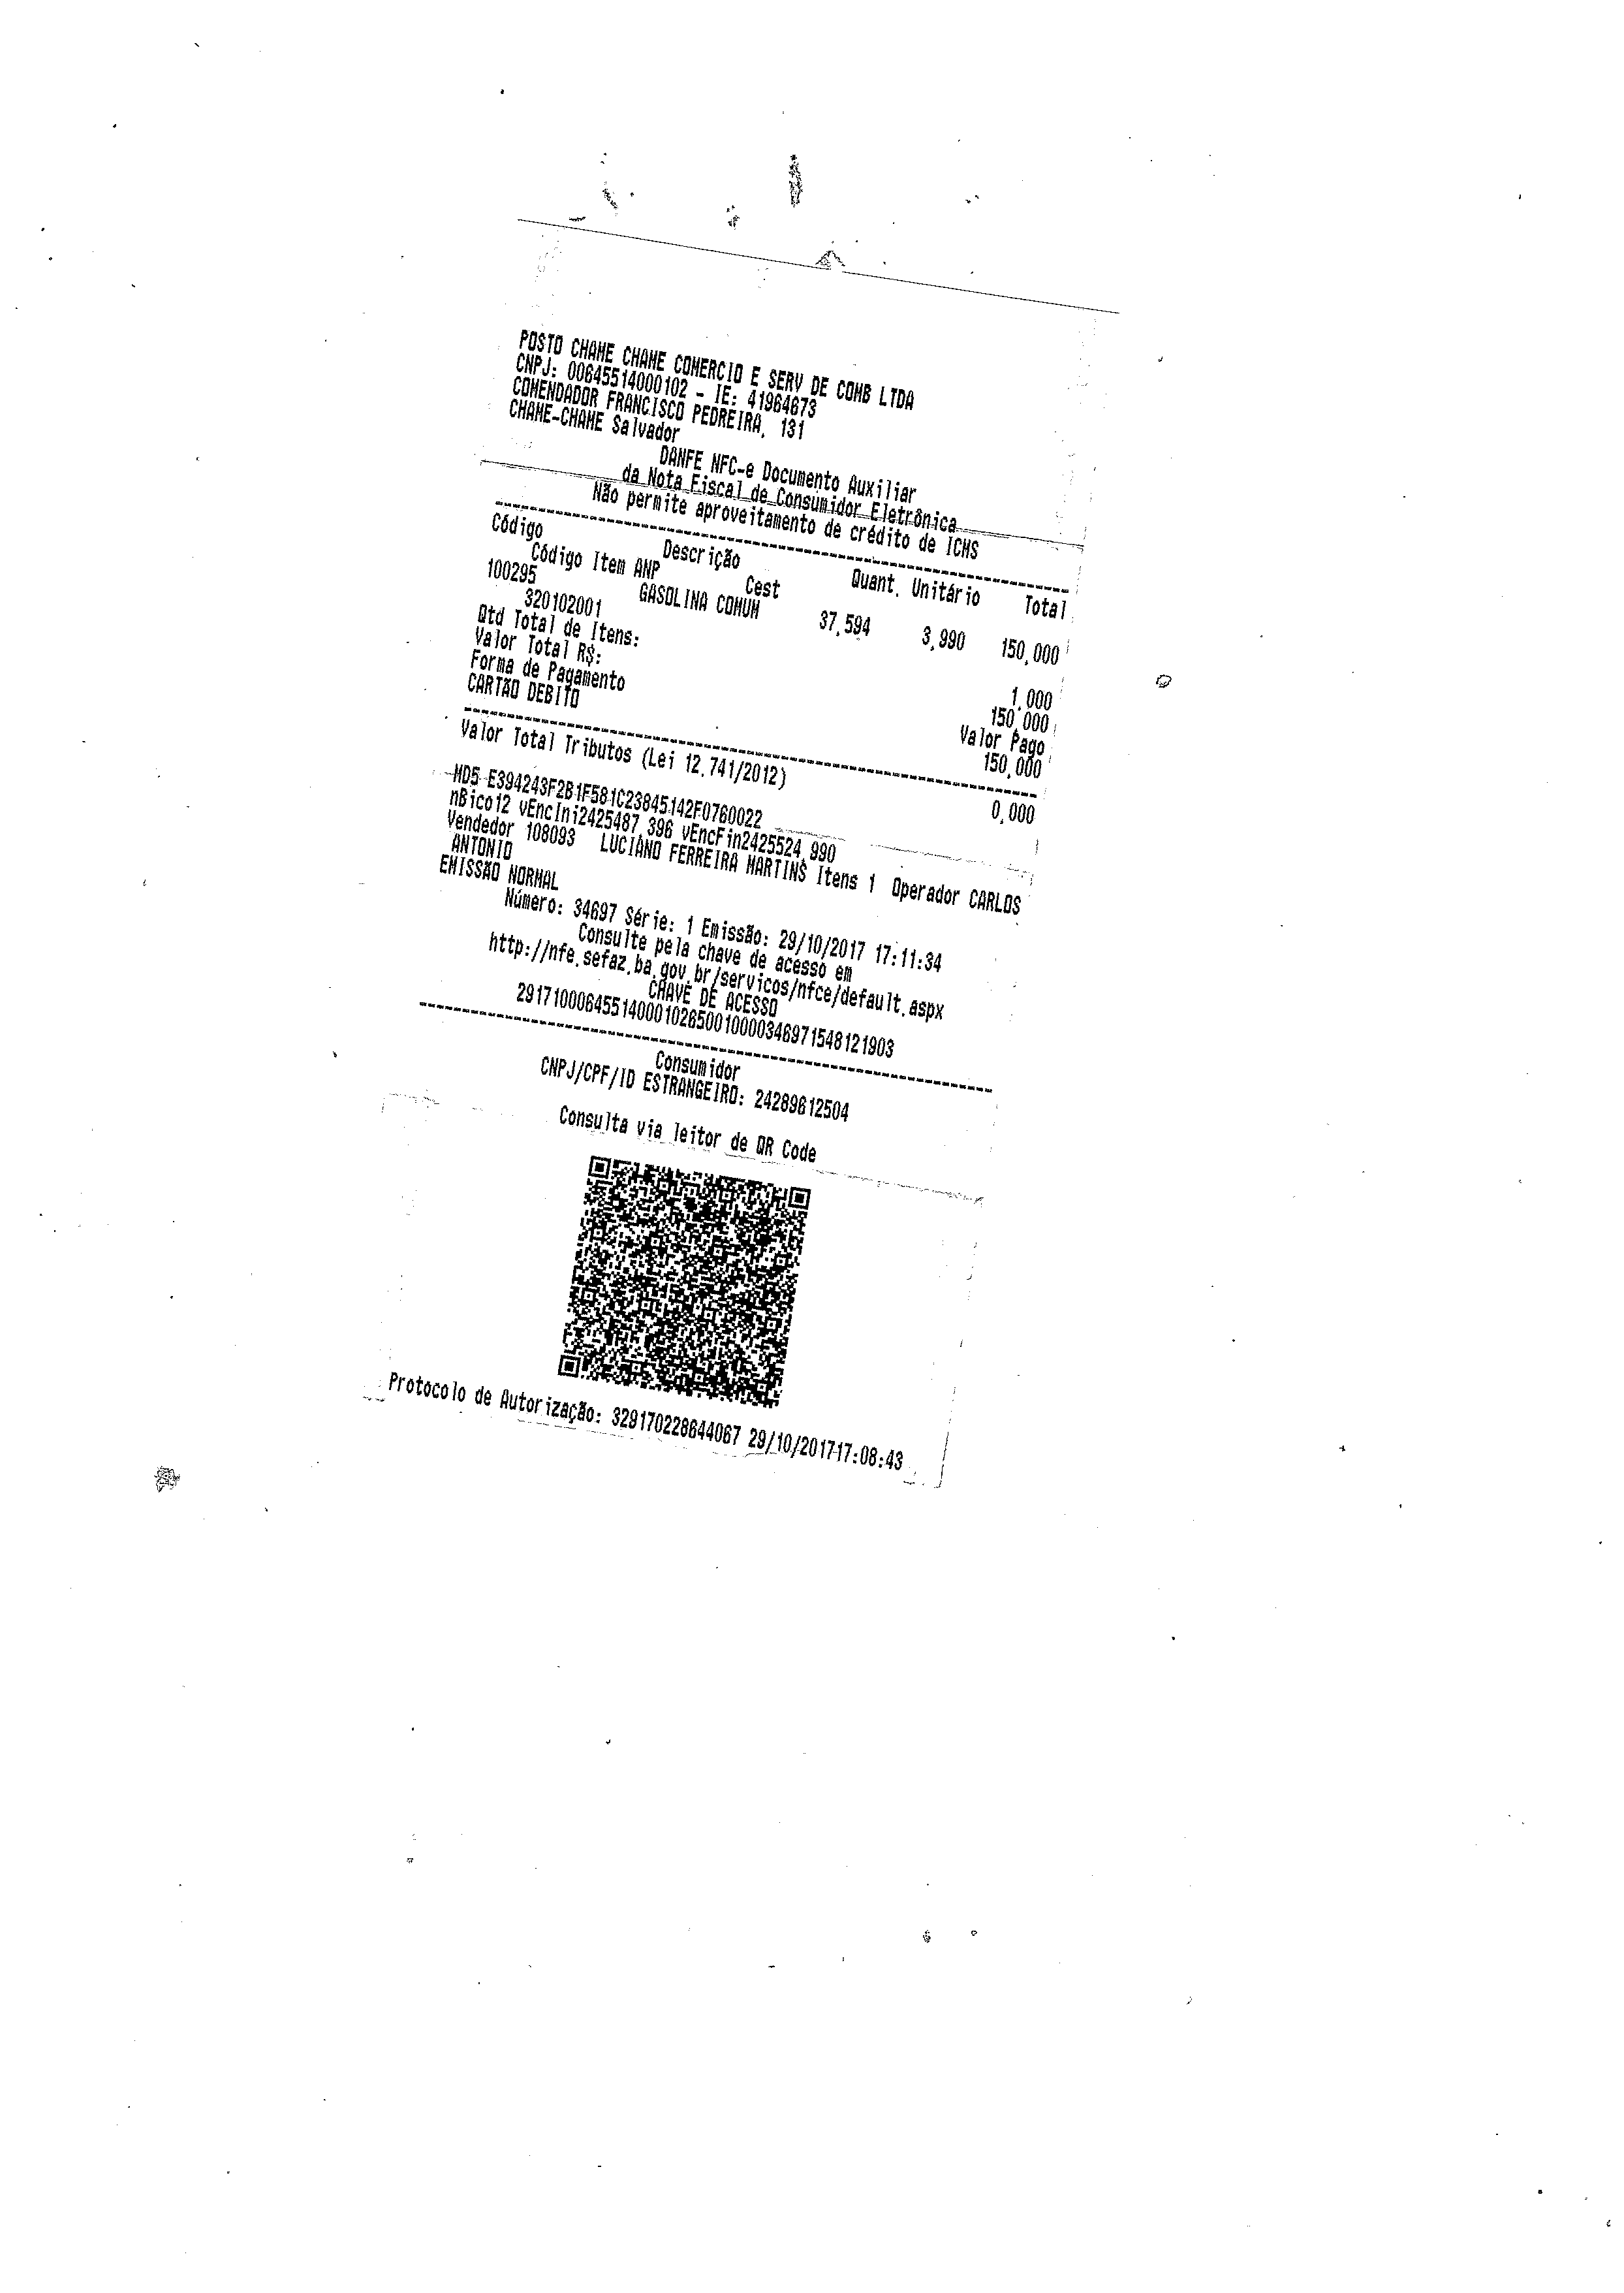 POSTO CHAME CHAME COMERCIO E SERV DE COMB LTDA
CNPJ: 00645514000102 - IE: 41964673
COMENDADOR FRANCISCO PEDREIRA, 131
CHAME-CHAME Salvador
DANFE NFC-e Documento Auxiliar
da Nota Fiscal de Consumidor Eletrônica
Não permite aproveitamento de crédito de ICMS
Código Descrição Quant. Unitário Total
Código Item ANP Cest
100295 GASOLINA COMUM 37,594 3,990 150,000
320102001
Qtd Total de Itens: 1,000
Valor Total R$: 150,000
Forma de Pagamento Valor Pago
CARTÃO DEBITO 150,000
Valor Total Tributos (Lei 12.741/2012) 0,000
MD5 E394243F2B1F581C23845142F0760022
nBico12 vEncIni2425487,396 vEncFin2425524,990
Vendedor 108093 LUCIANO FERREIRA MARTINS Itens 1 Operador CARLOS
ANTONIO
EMISSÃO NORMAL
Número: 34697 Série: 1 Emissão: 29/10/2017 17:11:34
Consulte pela chave de acesso em
http://nfe.sefaz.ba.gov.br/servicos/nfce/default.aspx
CHAVE DE ACESSO
29171000645514000102650010000346971548121903
Consumidor
CNPJ/CPF/ID ESTRANGEIRO: 24289612504
Consulta via leitor de QR Code
Protocolo de Autorização: 329170228644067 29/10/201717:08:43